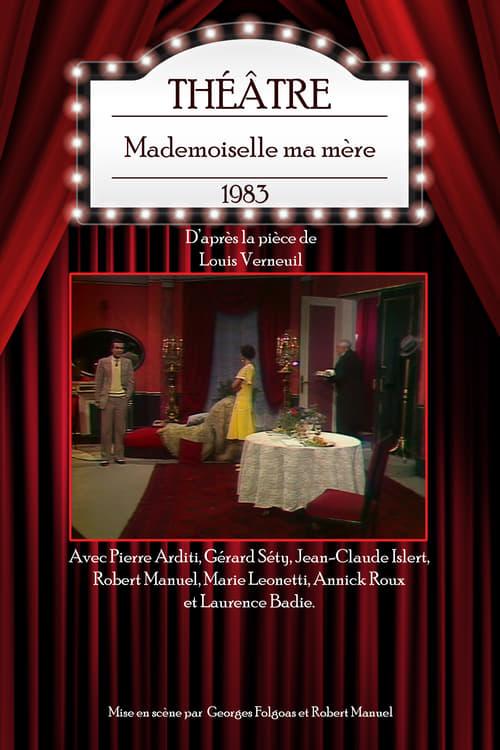 THÉÂTRE
Mademoiselle ma mère
1983
D'après la pièce de
Louis Verneuil
Avec Pierre Arditi, Gérard Séty, Jean-Claude Islert,
Robert Manuel, Marie Leonetti, Annick Roux
et Laurence Badie.
Mise en scène par Georges Folgoas et Robert Manuel